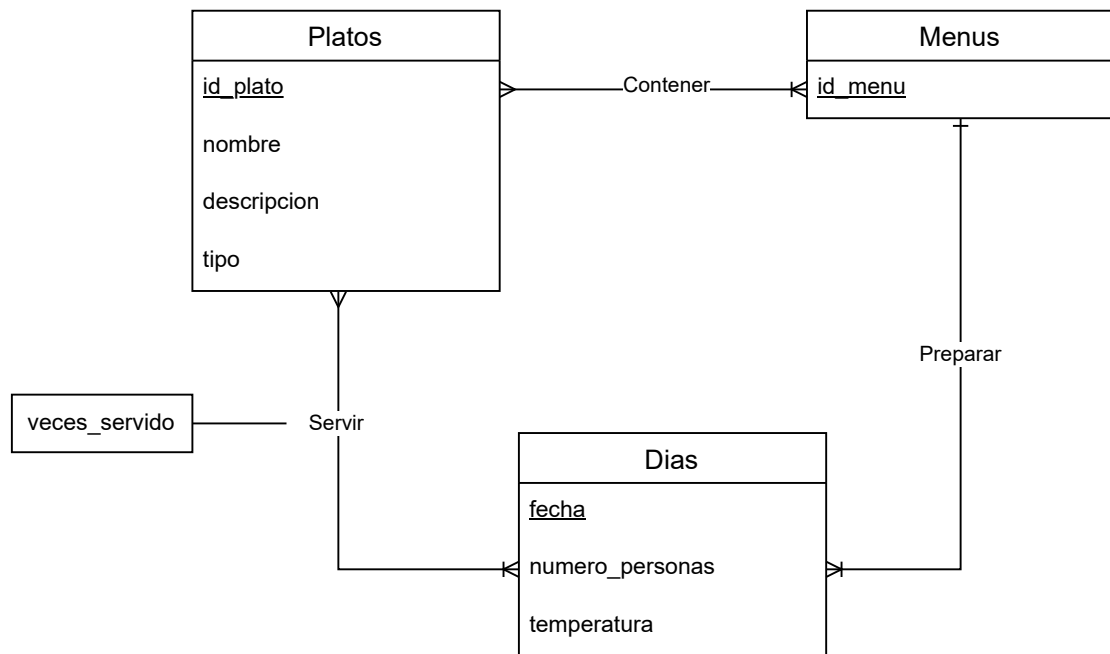 Platos
id_plato
nombre
descripcion
tipo
Contener
Menus
id_menu
Preparar
veces_servido
Servir
Dias
fecha
numero_personas
temperatura